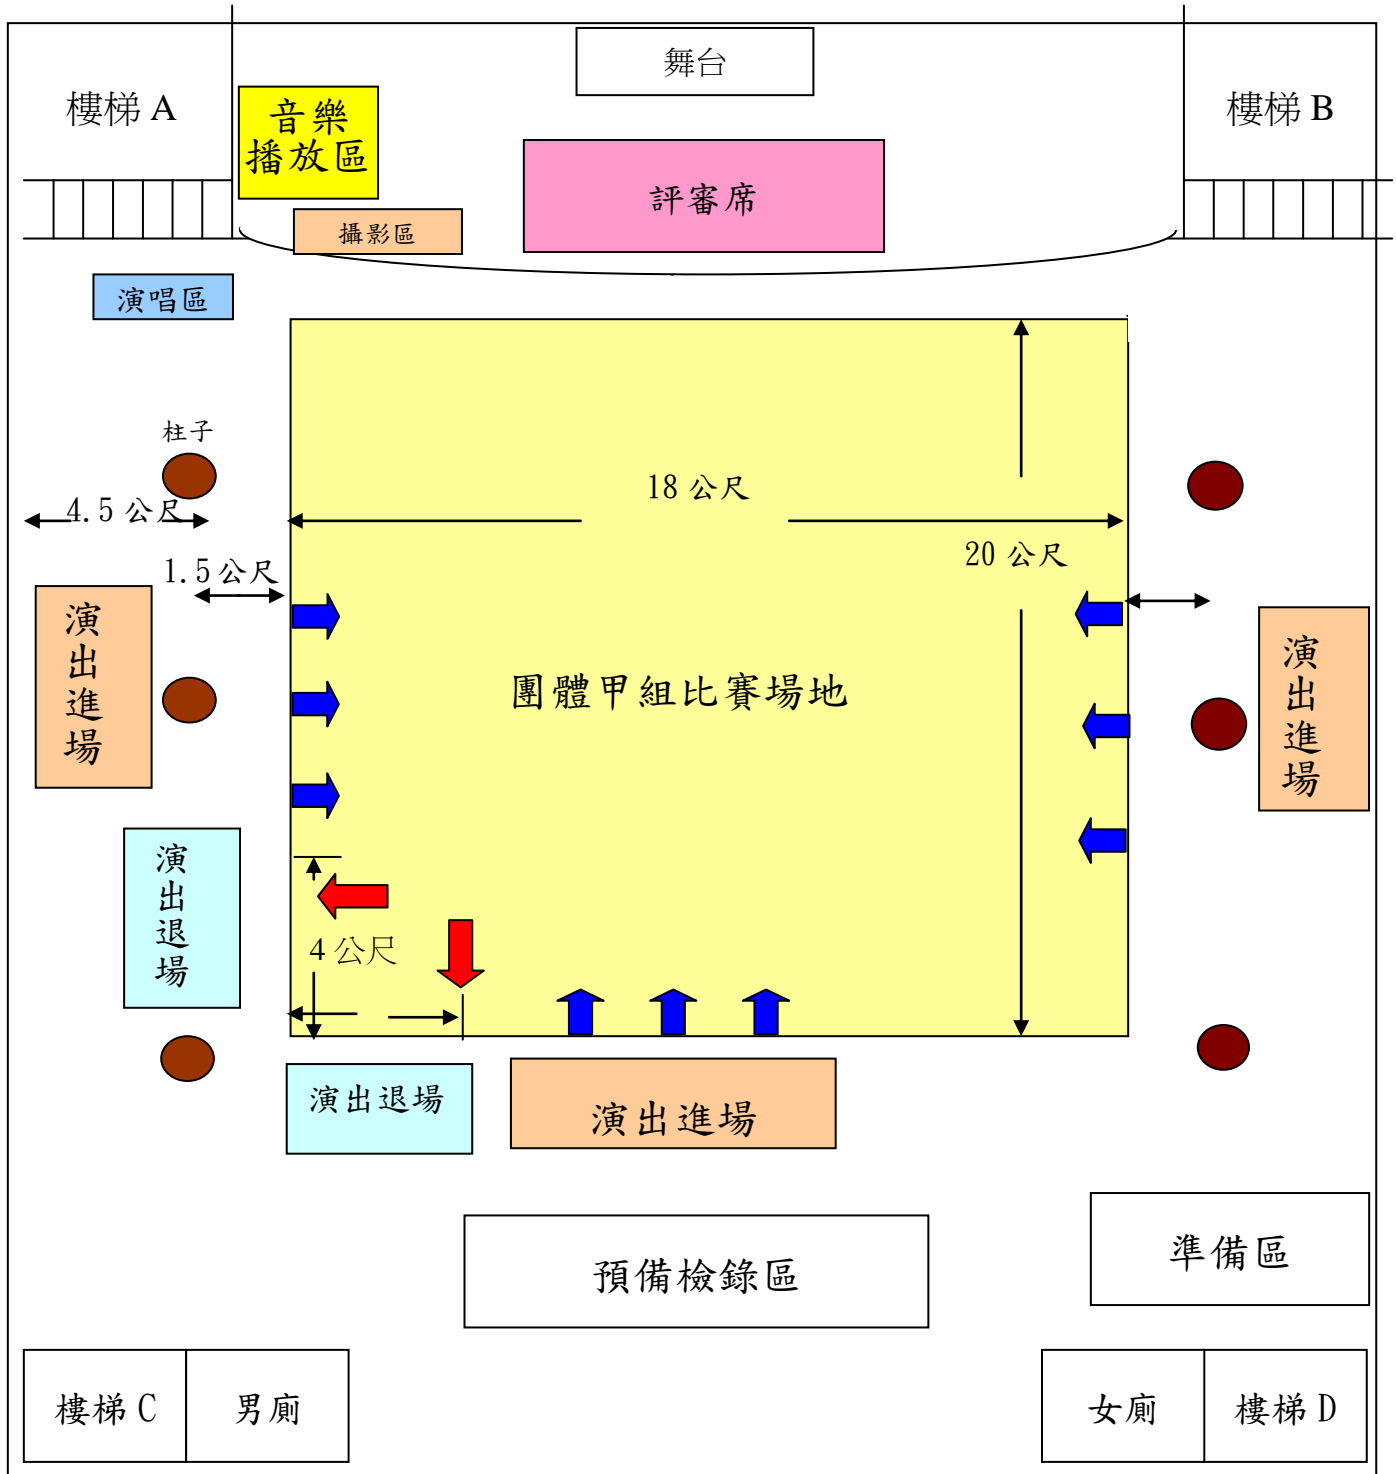 舞台
樓梯 A
音樂
播放區
樓梯 B
評審席
攝影區
演唱區
柱子
18 公尺
4.5 公尺
20 公尺
1.5 公尺
演出進場
演出進場
團體甲組比賽場地
演出退場
4 公尺
演出退場
演出進場
準備區
預備檢錄區
樓梯 C
男廁
女廁
樓梯 D